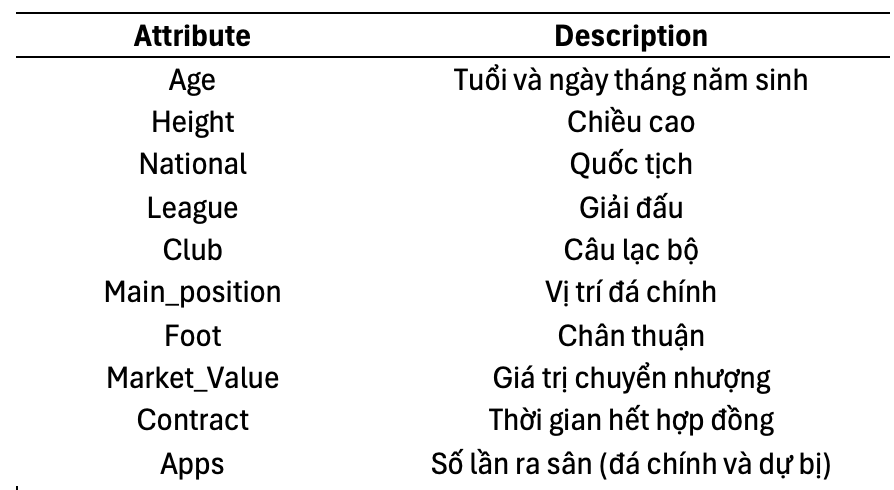 Attribute Description
Age Tuổi và ngày tháng năm sinh
Height Chiều cao
National Quốc tịch
League Giải đấu
Club Câu lạc bộ
Main_position Vị trí đá chính
Foot Chân thuận
Market_Value Giá trị chuyển nhượng
Contract Thời gian hết hợp đồng
Apps Số lần ra sân (đá chính và dự bị)